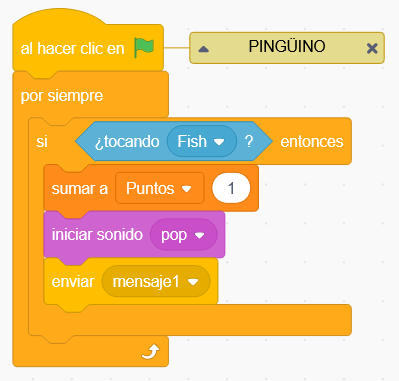 al hacer clic en
PINGÜINO
por siempre
si ¿tocando Fish ? entonces
sumar a Puntos 1
iniciar sonido pop
enviar mensaje1